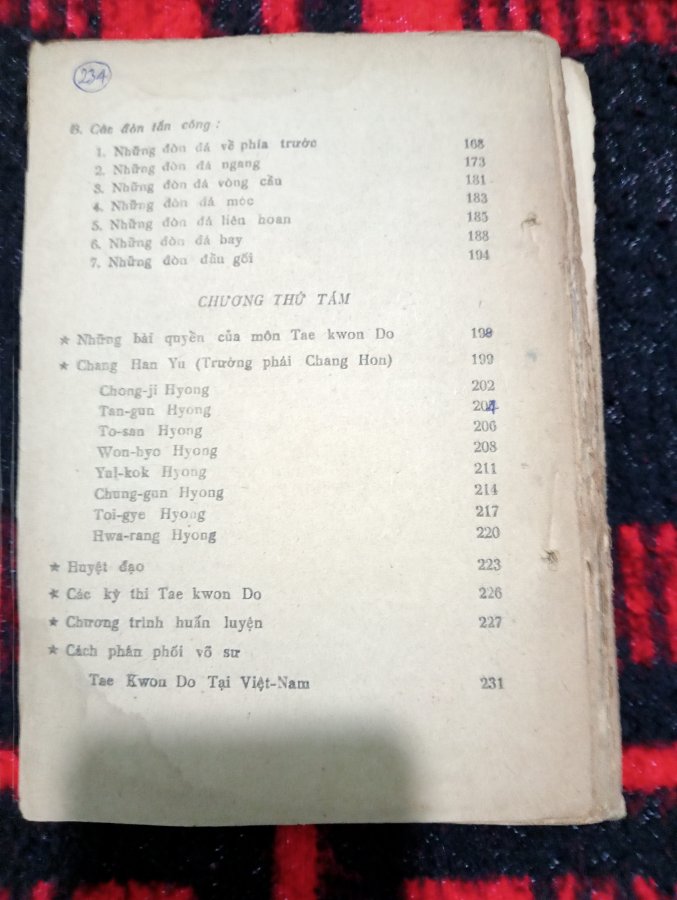 234
B. Các đòn tấn công :
1. Những đòn đá về phía trước 168
2. Những đòn đá ngang 173
3. Những đòn đá vòng cầu 181
4. Những đòn đá móc 183
5. Những đòn đá liên hoan 185
6. Những đòn đá bay 188
7. Những đòn đầu gối 194
CHƯƠNG THỨ TÁM
★ Những bài quyền của môn Tae kwon Do 198
★ Chang Han Yu (Trường phái Chang Hon) 199
Chong-ji Hyong 202
Tan-gun Hyong 204
To-san Hyong 206
Won-hyo Hyong 208
Yul-kok Hyong 211
Chung-gun Hyong 214
Toi-gye Hyong 217
Hwa-rang Hyong 220
★ Huyệt đạo 223
★ Các kỳ thi Tae kwon Do 226
★ Chương trình huấn luyện 227
★ Cách phân phối võ sư
Tae Kwon Do Tại Việt-Nam 231